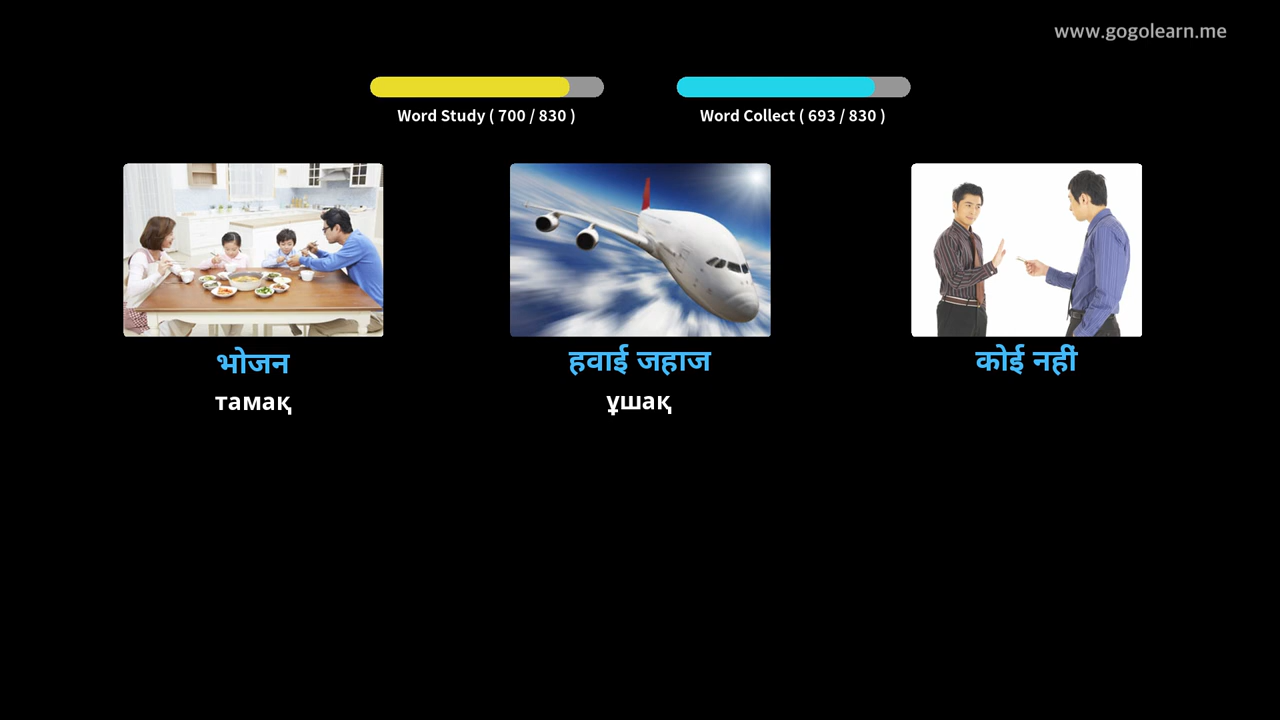 www.gogolearn.me
Word Study ( 700 / 830 )
Word Collect ( 693 / 830 )
भोजन
हवाई जहाज
कोई नहीं
тамақ
ұшақ